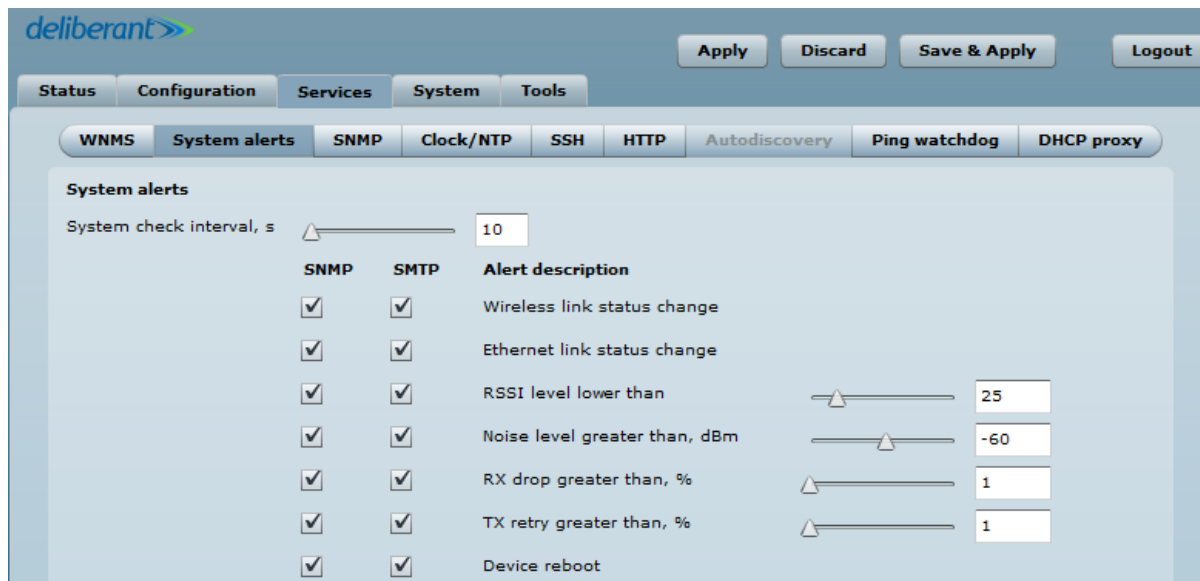 deliberant
Apply Discard Save & Apply Logout
Status Configuration Services System Tools
WNMS System alerts SNMP Clock/NTP SSH HTTP Autodiscovery Ping watchdog DHCP proxy
System alerts
System check interval, s 10
SNMP SMTP Alert description
Wireless link status change
Ethernet link status change
RSSI level lower than 25
Noise level greater than, dBm -60
RX drop greater than, % 1
TX retry greater than, % 1
Device reboot